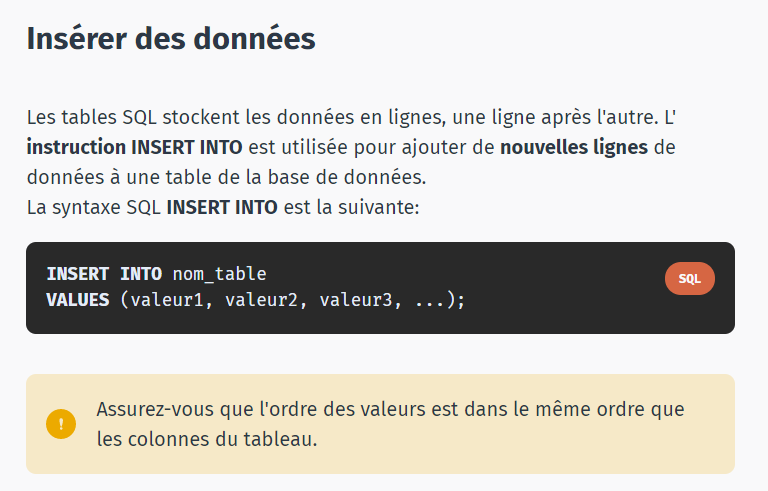 Insérer des données
Les tables SQL stockent les données en lignes, une ligne après l'autre. L'
instruction INSERT INTO est utilisée pour ajouter de nouvelles lignes de
données à une table de la base de données.
La syntaxe SQL INSERT INTO est la suivante:
INSERT INTO nom_table
SQL
VALUES (valeur1, valeur2, valeur3, ...);
!
Assurez-vous que l'ordre des valeurs est dans le même ordre que
les colonnes du tableau.